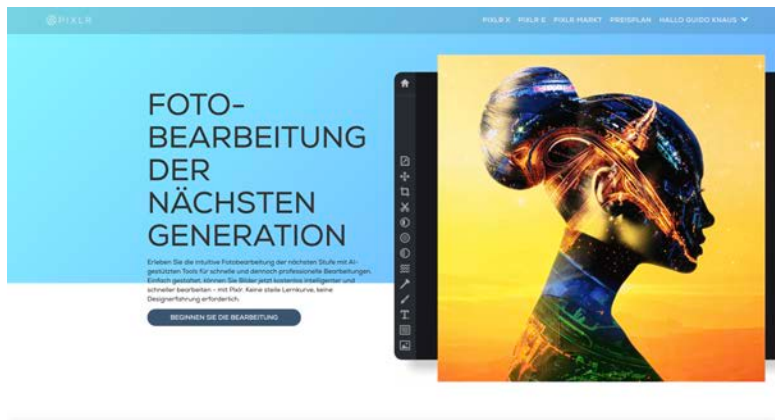 PIXLR
PIXLR X PIXLR E PIXLR MARKT PREISPLAN HALLO GUIDO KNAUS
FOTO-
BEARBEITUNG
DER
NÄCHSTEN
GENERATION
Erleben Sie die intuitive Fotobearbeitung der nächsten Stufe mit AI-
gestützten Tools für schnelle und dennoch professionelle Bearbeitungen.
Einfach gestaltet, können Sie Bilder jetzt kostenlos intelligenter und
schneller bearbeiten – mit Pixlr. Keine steile Lernkurve, keine
Designerfahrung erforderlich.
BEGINNEN SIE DIE BEARBEITUNG
T